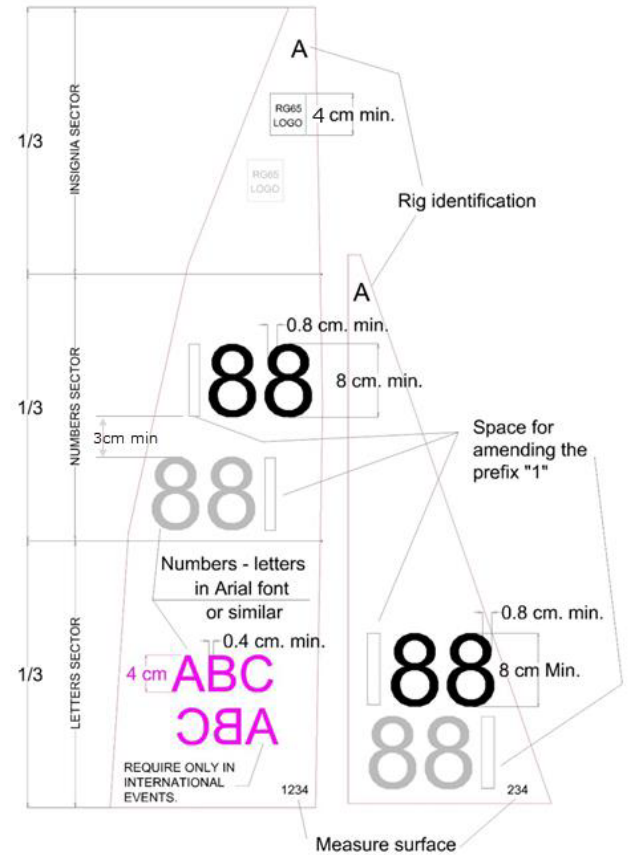 A
RG65
LOGO
4 cm min.
1/3
INSIGNIA SECTOR
RG65
LOGO
Rig identification
A
0.8 cm. min.
88
8 cm. min.
1/3
NUMBERS SECTOR
3cm min
Space for
amending the
prefix "1"
88
Numbers - letters
in Arial font
or similar
0.4 cm. min.
0.8 cm. min.
1/3
LETTERS SECTOR
4 cm
ABC
88
8 cm Min.
ABC
88
REQUIRE ONLY IN
INTERNATIONAL
EVENTS.
1234
234
Measure surface